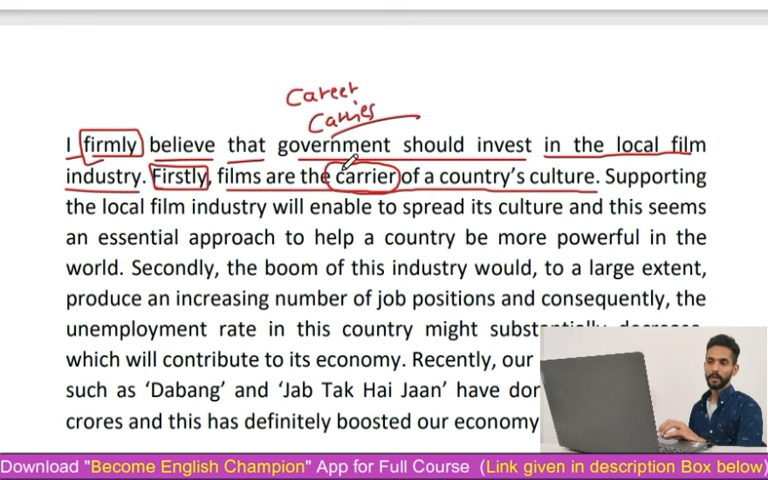 Career
Carries
I firmly believe that government should invest in the local film
industry. Firstly, films are the carrier of a country's culture. Supporting
the local film industry will enable to spread its culture and this seems
an essential approach to help a country be more powerful in the
world. Secondly, the boom of this industry would, to a large extent,
produce an increasing number of job positions and consequently, the
unemployment rate in this country might
which will contribute to its economy. Recently, our
such as 'Dabang' and 'Jab Tak Hai Jaan' have
crores and this has definitely boosted our economy
Download "Become English Champion" App for Full Course (Link given in description Box below)